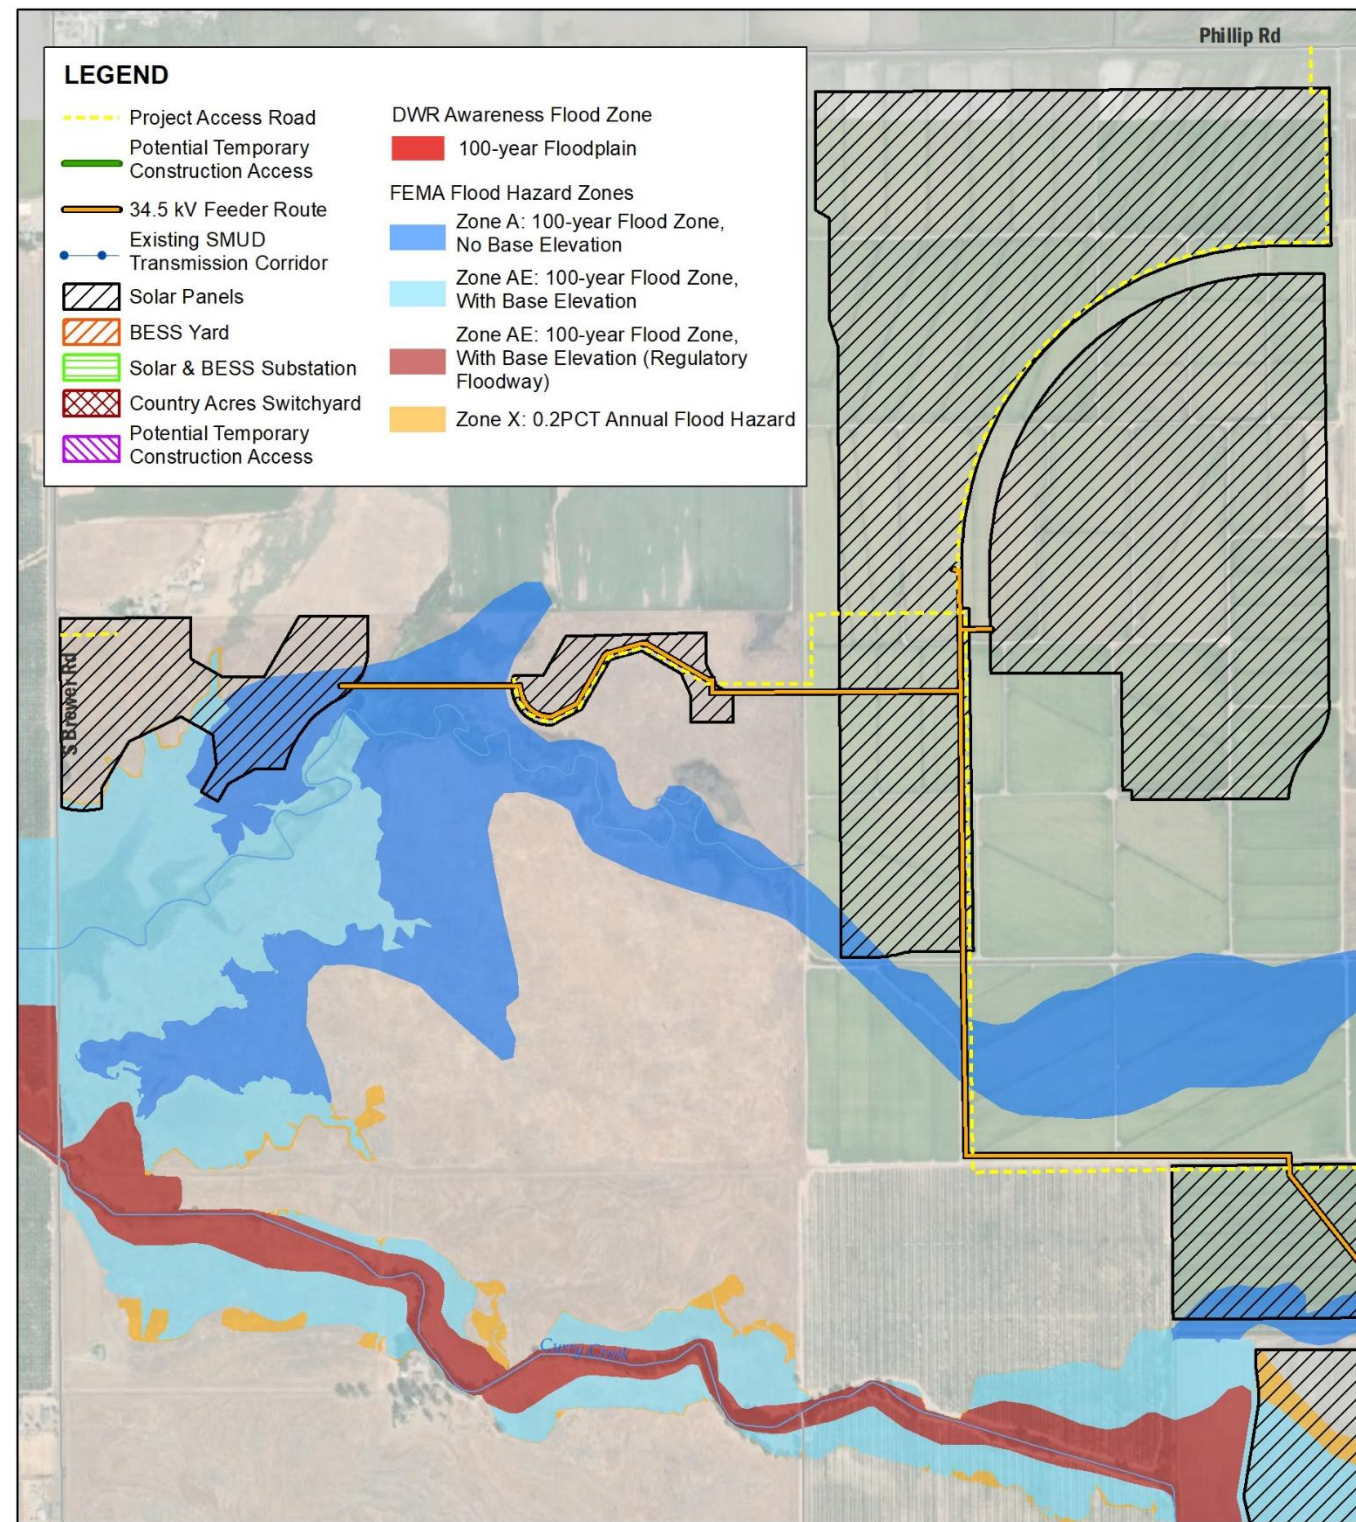 Phillip Rd
LEGEND
Project Access Road
Potential Temporary
Construction Access
34.5 kV Feeder Route
Existing SMUD
Transmission Corridor
Solar Panels
BESS Yard
Solar & BESS Substation
Country Acres Switchyard
Potential Temporary
Construction Access
DWR Awareness Flood Zone
100-year Floodplain
FEMA Flood Hazard Zones
Zone A: 100-year Flood Zone,
No Base Elevation
Zone AE: 100-year Flood Zone,
With Base Elevation
Zone AE: 100-year Flood Zone,
With Base Elevation (Regulatory
Floodway)
Zone X: 0.2PCT Annual Flood Hazard
S Brewer Rd
Curry Creek